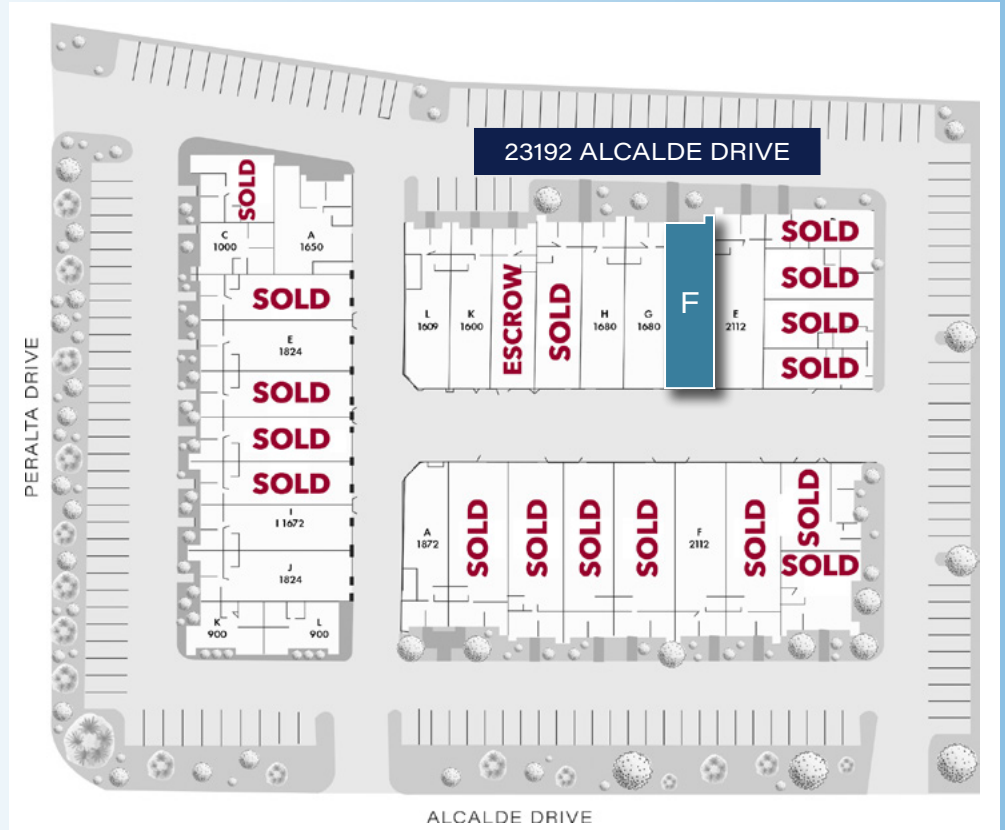 23192 ALCALDE DRIVE
SOLD
C
1000
A
1650
SOLD
E
1824
SOLD
SOLD
SOLD
I
I 1672
J
1824
K
900
L
900
L
1609
K
1600
ESCROW
SOLD
H
1680
G
1680
F
E
2112
SOLD
SOLD
SOLD
SOLD
A
1872
SOLD
SOLD
SOLD
SOLD
F
2112
SOLD
SOLD
SOLD
PERALTA DRIVE
ALCALDE DRIVE